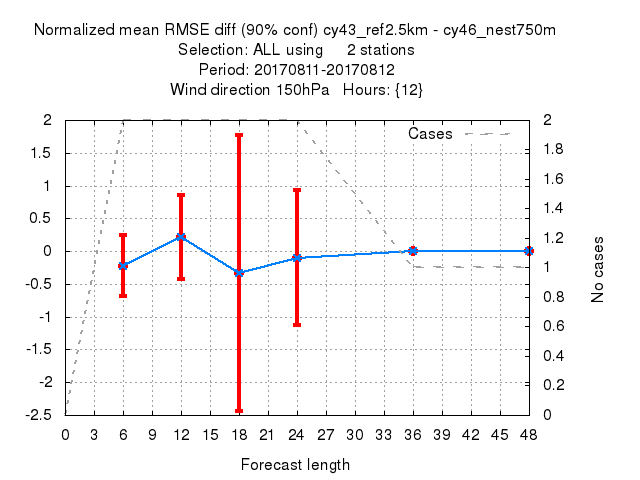 Normalized mean RMSE diff (90% conf) cy43_ref2.5km - cy46_nest750m
Selection: ALL using 2 stations
Period: 20170811-20170812
Wind direction 150hPa Hours: {12}
Cases
2
1.5
1
0.5
0
-0.5
-1
-1.5
-2
-2.5
2
1.8
1.6
1.4
1.2
1
0.8
0.6
0.4
0.2
0
No cases
0 3 6 9 12 15 18 21 24 27 30 33 36 39 42 45 48
Forecast length